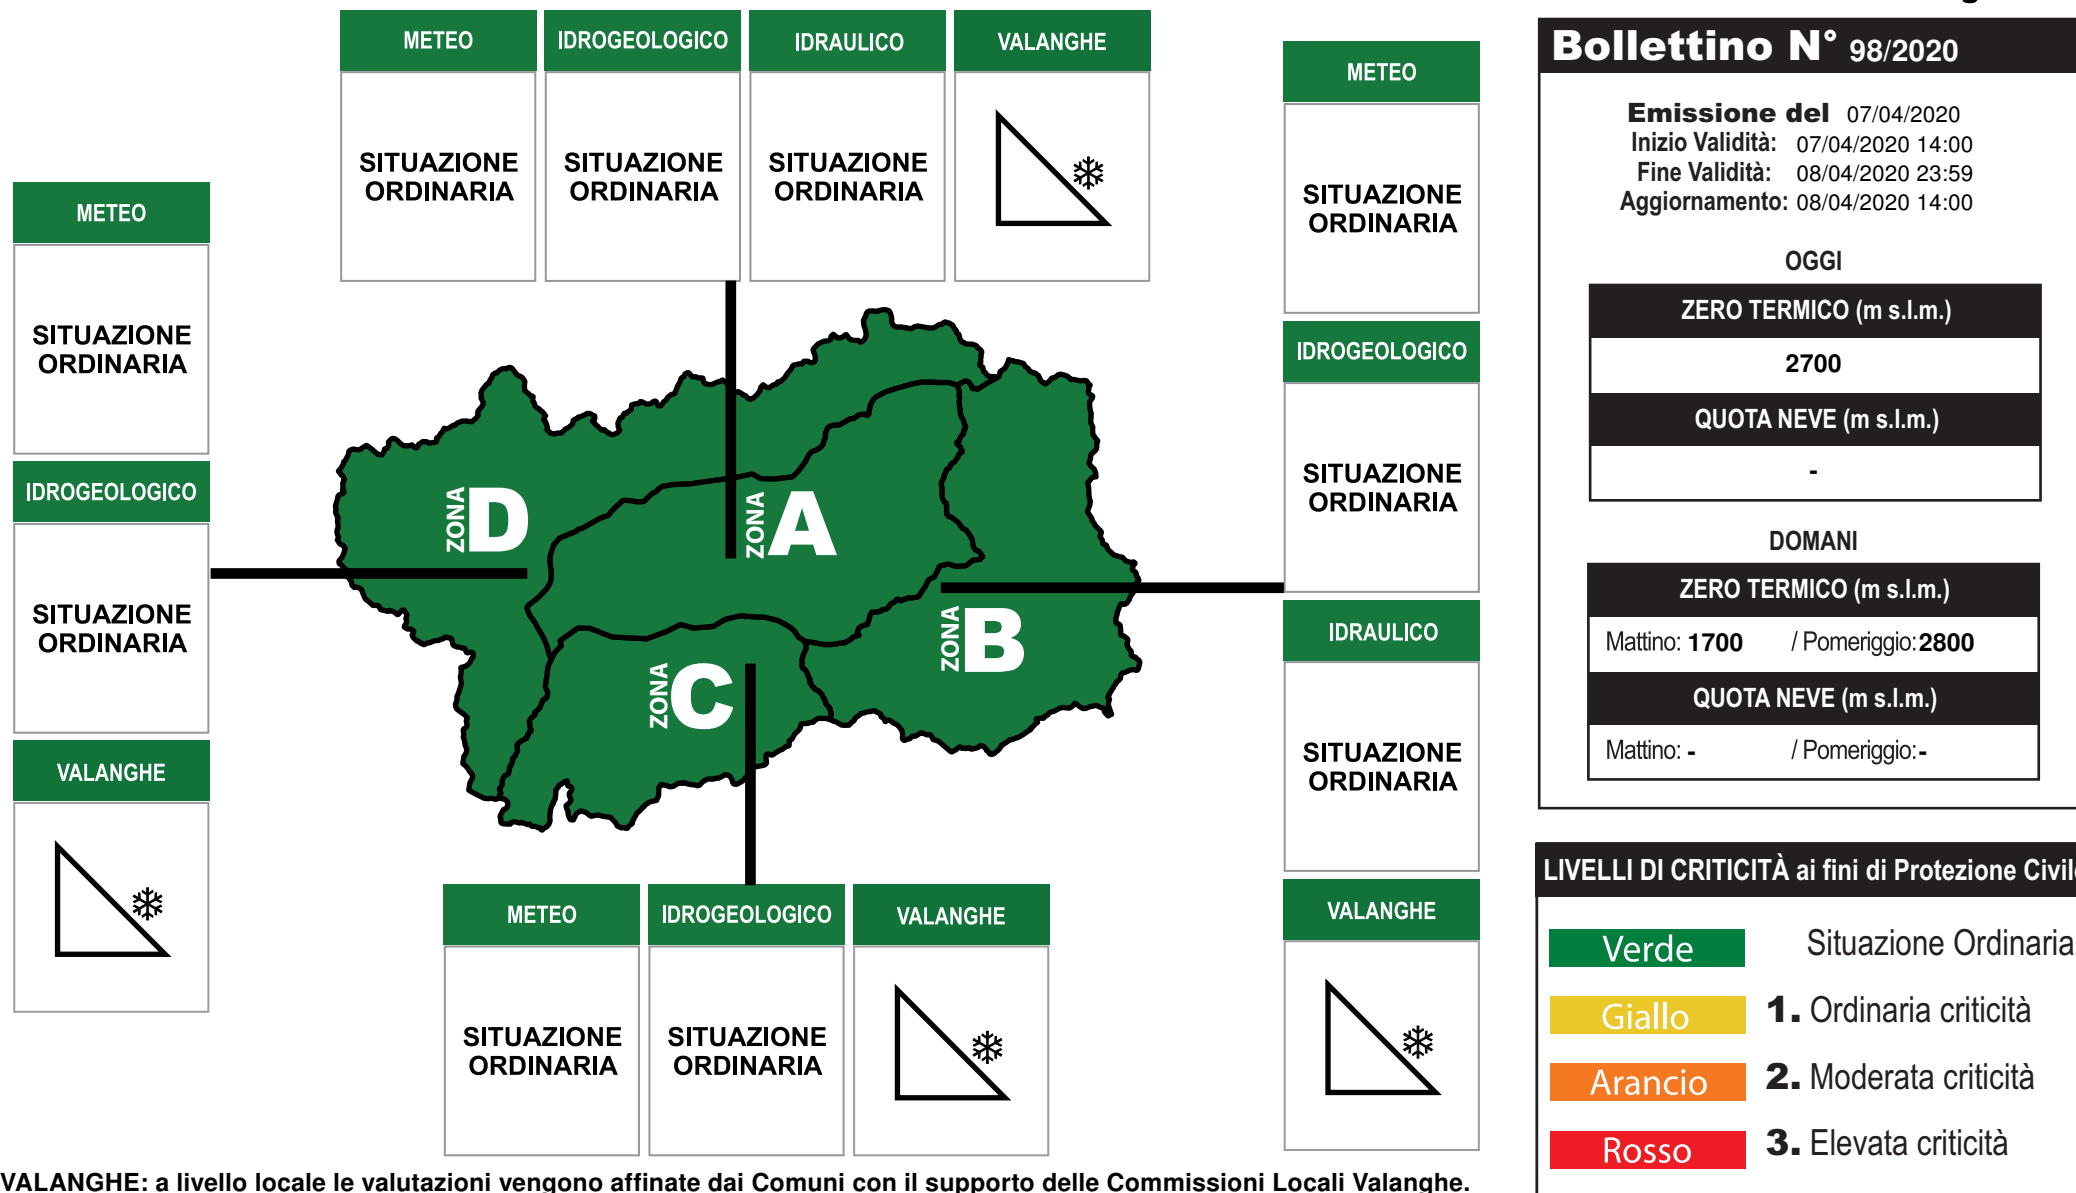 METEO
IDROGEOLOGICO
IDRAULICO
VALANGHE
SITUAZIONE
ORDINARIA
SITUAZIONE
ORDINARIA
SITUAZIONE
ORDINARIA
METEO
SITUAZIONE
ORDINARIA
IDROGEOLOGICO
SITUAZIONE
ORDINARIA
VALANGHE
METEO
SITUAZIONE
ORDINARIA
IDROGEOLOGICO
SITUAZIONE
ORDINARIA
IDRAULICO
SITUAZIONE
ORDINARIA
VALANGHE
ZONA D
ZONA A
ZONA B
ZONA C
METEO
IDROGEOLOGICO
VALANGHE
SITUAZIONE
ORDINARIA
SITUAZIONE
ORDINARIA
VALANGHE: a livello locale le valutazioni vengono affinate dai Comuni con il supporto delle Commissioni Locali Valanghe.
Bollettino N° 98/2020
Emissione del 07/04/2020
Inizio Validità: 07/04/2020 14:00
Fine Validità: 08/04/2020 23:59
Aggiornamento: 08/04/2020 14:00
OGGI
ZERO TERMICO (m s.l.m.)
2700
QUOTA NEVE (m s.l.m.)
-
DOMANI
ZERO TERMICO (m s.l.m.)
Mattino: 1700 / Pomeriggio: 2800
QUOTA NEVE (m s.l.m.)
Mattino: - / Pomeriggio: -
LIVELLI DI CRITICITÀ ai fini di Protezione Civile
Verde Situazione Ordinaria
Giallo 1. Ordinaria criticità
Arancio 2. Moderata criticità
Rosso 3. Elevata criticità